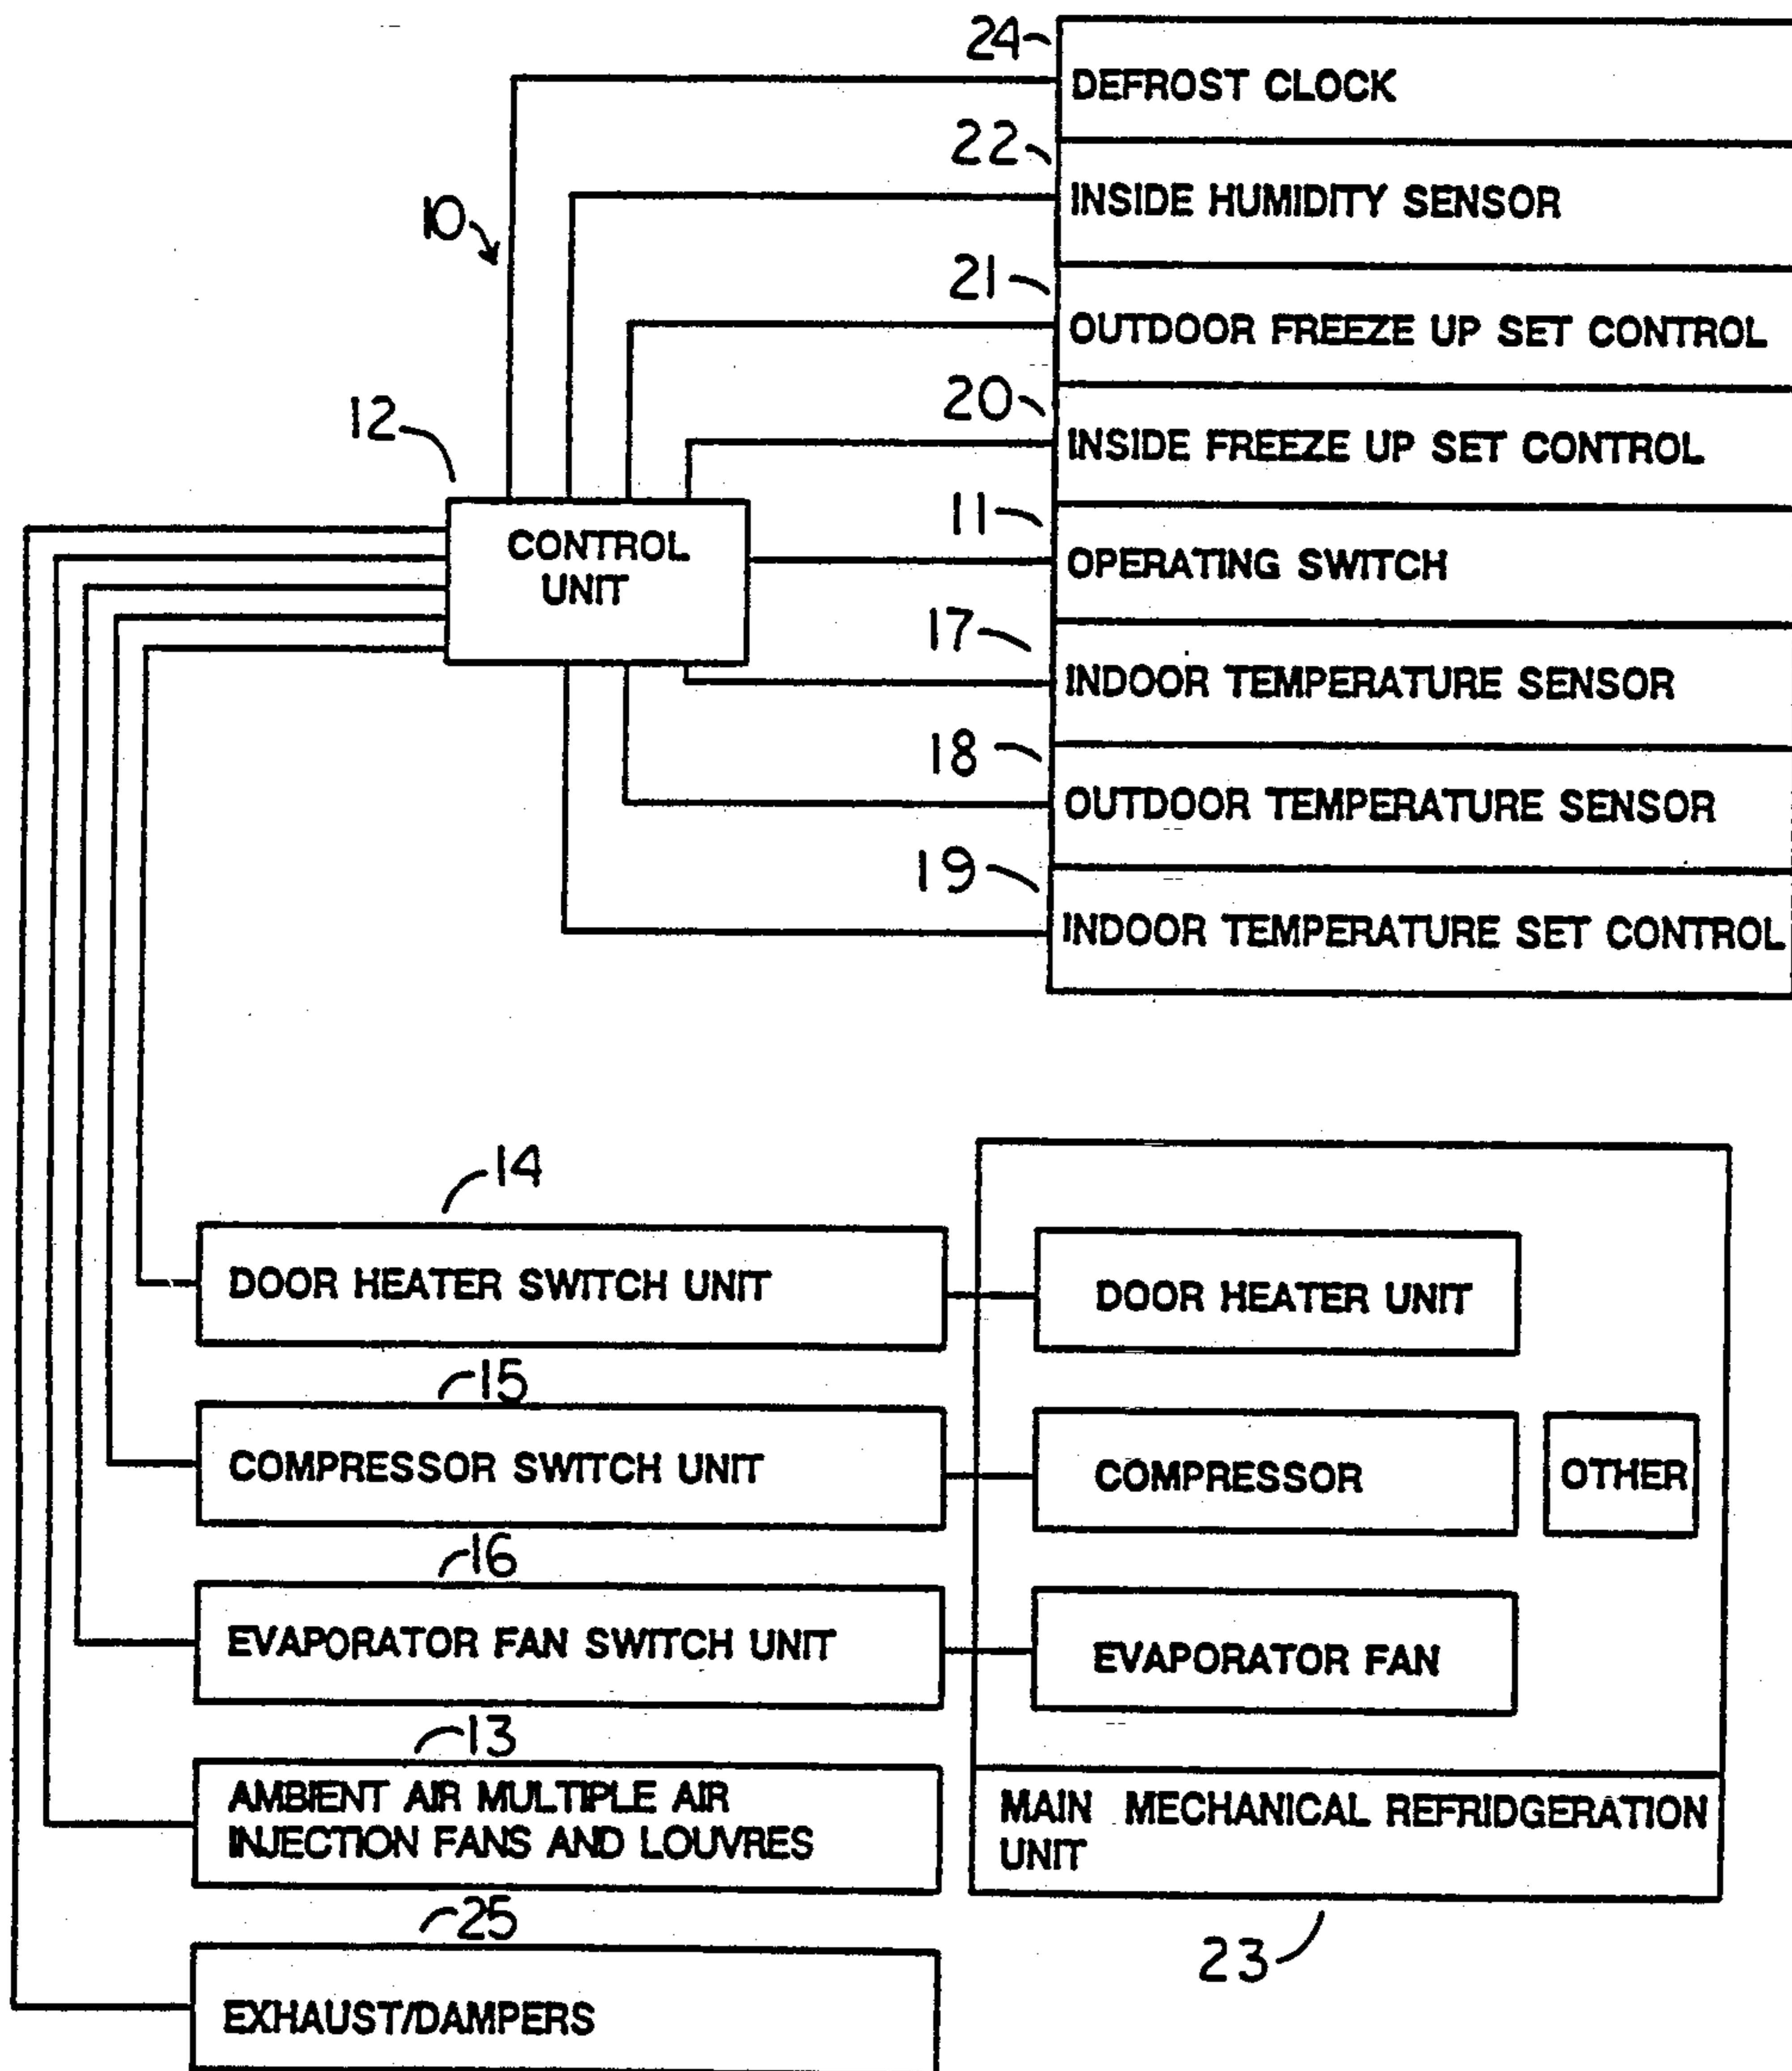 24
DEFROST CLOCK
22
INSIDE HUMIDITY SENSOR
10
21
OUTDOOR FREEZE UP SET CONTROL
20
INSIDE FREEZE UP SET CONTROL
12
CONTROL
UNIT
11
OPERATING SWITCH
17
INDOOR TEMPERATURE SENSOR
18
OUTDOOR TEMPERATURE SENSOR
19
INDOOR TEMPERATURE SET CONTROL
14
DOOR HEATER SWITCH UNIT
DOOR HEATER UNIT
15
COMPRESSOR SWITCH UNIT
COMPRESSOR
OTHER
16
EVAPORATOR FAN SWITCH UNIT
EVAPORATOR FAN
13
AMBIENT AIR MULTIPLE AIR
INJECTION FANS AND LOUVRES
MAIN MECHANICAL REFRIDGERATION
UNIT
25
EXHAUST/DAMPERS
23